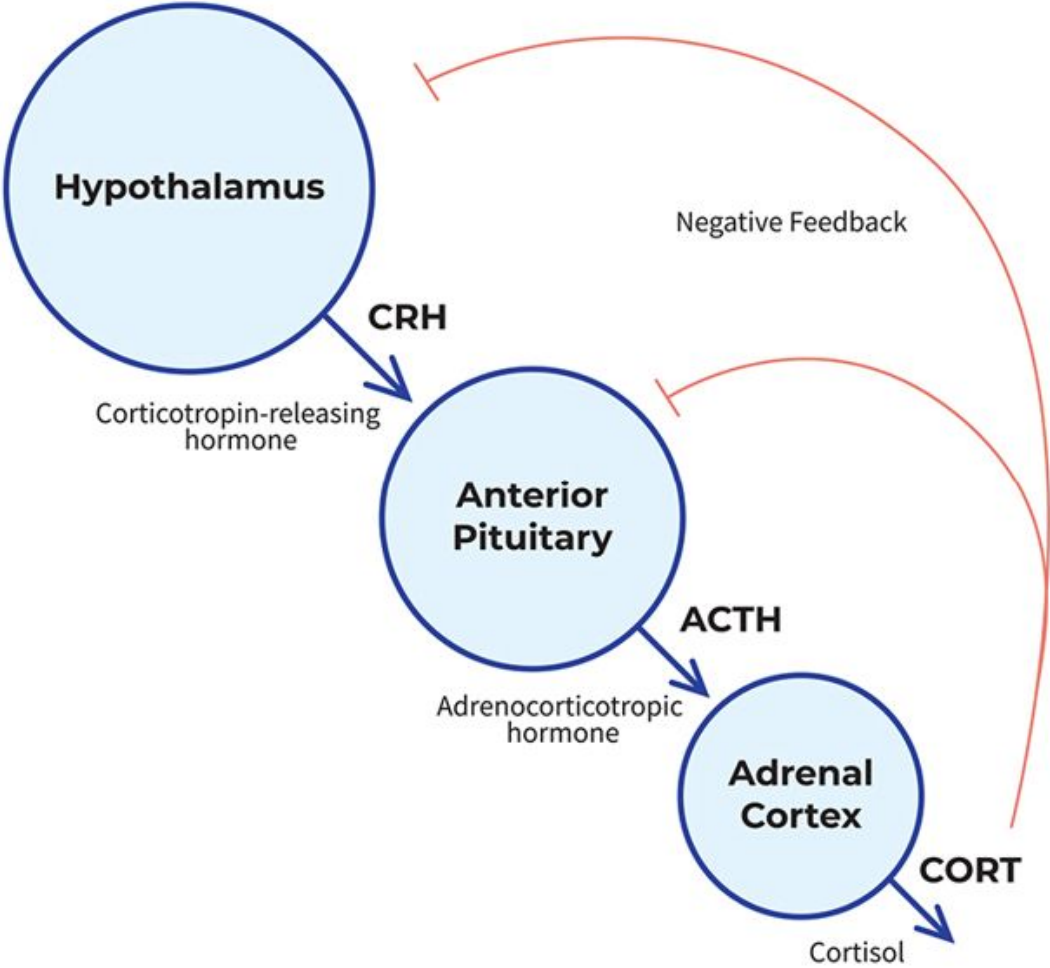 Hypothalamus
Negative Feedback
CRH
Corticotropin-releasing
hormone
Anterior
Pituitary
ACTH
Adrenocorticotropic
hormone
Adrenal
Cortex
CORT
Cortisol